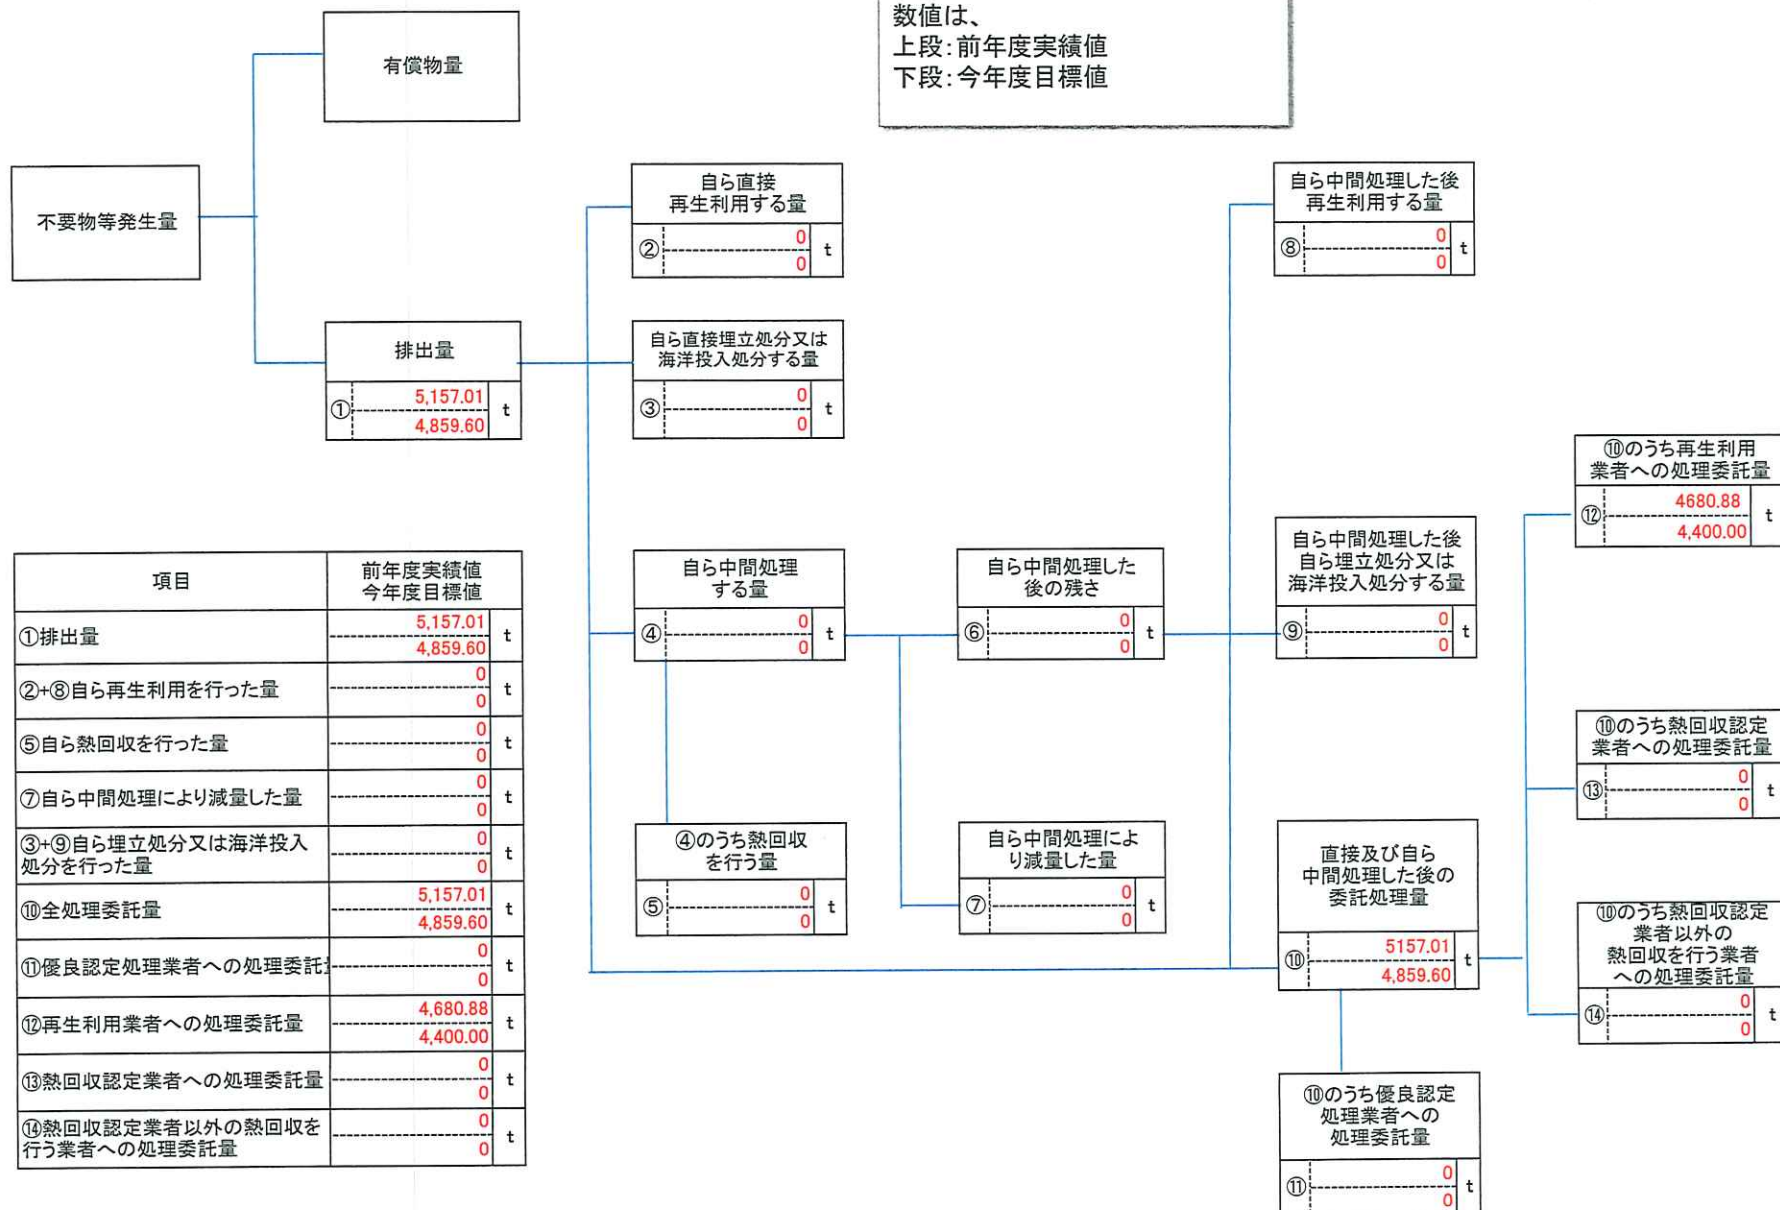 数値は、
上段:前年度実績値
下段:今年度目標値
有償物量
不要物等発生量
排出量
①
5,157.01
4,859.60
t
自ら直接
再生利用する量
②
0
0
t
自ら直接埋立処分又は
海洋投入処分する量
③
0
0
t
自ら中間処理
する量
④
0
0
t
④のうち熱回収
を行う量
⑤
0
0
t
自ら中間処理した
後の残さ
⑥
0
0
t
自ら中間処理によ
り減量した量
⑦
0
0
t
自ら中間処理した後
再生利用する量
⑧
0
0
t
自ら中間処理した後
自ら埋立処分又は
海洋投入処分する量
⑨
0
0
t
直接及び自ら
中間処理した後の
委託処理量
⑩
5157.01
4,859.60
t
⑩のうち優良認定
処理業者への
処理委託量
⑪
0
0
t
⑩のうち再生利用
業者への処理委託量
⑫
4680.88
4,400.00
t
⑩のうち熱回収認定
業者への処理委託量
⑬
0
0
t
⑩のうち熱回収認定
業者以外の
熱回収を行う業者
への処理委託量
⑭
0
0
t
項目
前年度実績値
今年度目標値
①排出量
5,157.01
4,859.60
t
②+⑧自ら再生利用を行った量
0
0
t
⑤自ら熱回収を行った量
0
0
t
⑦自ら中間処理により減量した量
0
0
t
③+⑨自ら埋立処分又は海洋投入
処分を行った量
0
0
t
⑩全処理委託量
5,157.01
4,859.60
t
⑪優良認定処理業者への処理委託
0
0
t
⑫再生利用業者への処理委託量
4,680.88
4,400.00
t
⑬熱回収認定業者への処理委託量
0
0
t
⑭熱回収認定業者以外の熱回収を
行う業者への処理委託量
0
0
t